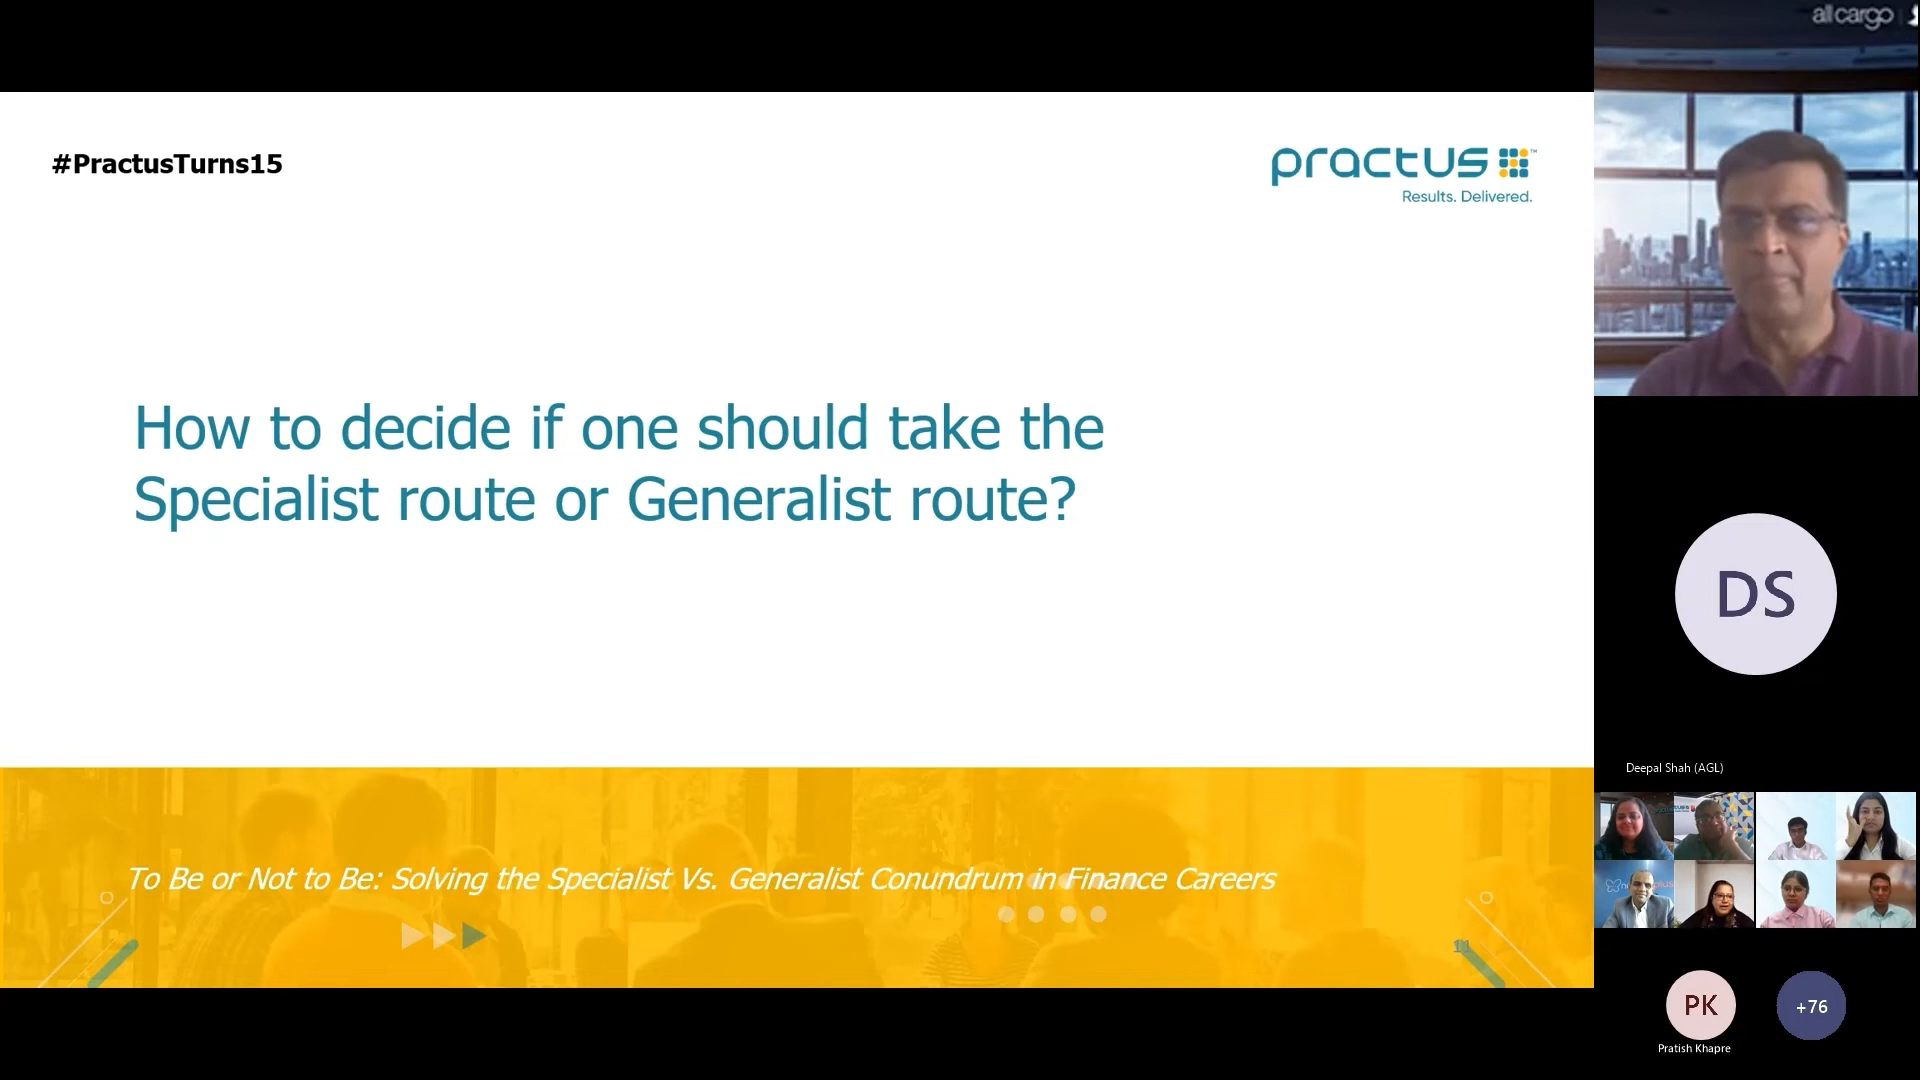 allcargo
#PractusTurns15
practus
™
Results. Delivered.
How to decide if one should take the
Specialist route or Generalist route?
DS
Deepal Shah (AGL)
To Be or Not to Be: Solving the Specialist Vs. Generalist Conundrum in Finance Careers
11
PK
+76
Pratish Khapre